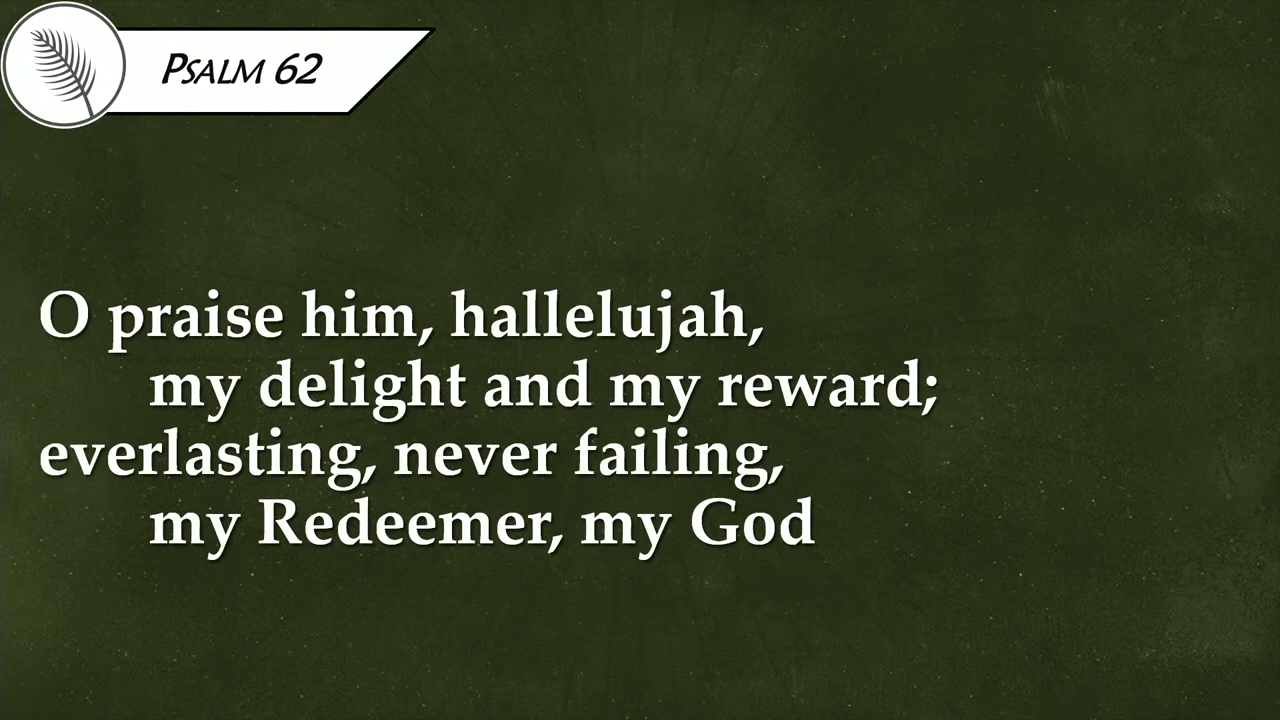 Psalm 62
O praise him, hallelujah,
my delight and my reward;
everlasting, never failing,
my Redeemer, my God